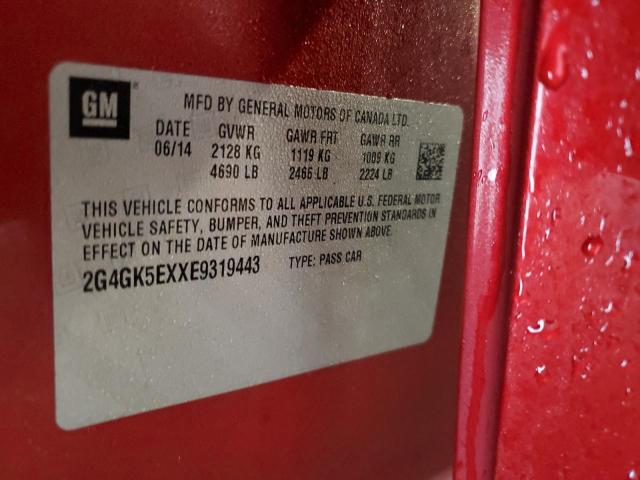 GM
MFD BY GENERAL MOTORS OF CANADA LTD.
DATE GVWR GAWR FRT GAWR RR
06/14 2128 KG 1119 KG 1009 KG
4690 LB 2466 LB 2224 LB
THIS VEHICLE CONFORMS TO ALL APPLICABLE U.S. FEDERAL MOTOR
VEHICLE SAFETY, BUMPER, AND THEFT PREVENTION STANDARDS IN
EFFECT ON THE DATE OF MANUFACTURE SHOWN ABOVE.
2G4GK5EXXE9319443 TYPE: PASS CAR